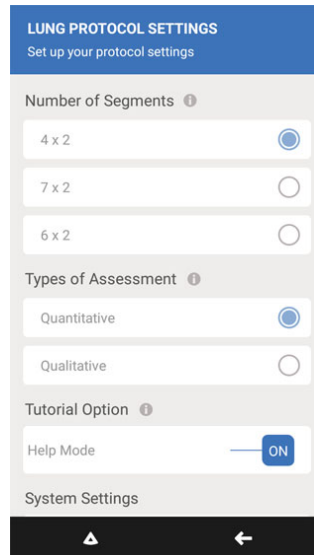 LUNG PROTOCOL SETTINGS
Set up your protocol settings
Number of Segments
4 x 2
7 x 2
6 x 2
Types of Assessment
Quantitative
Qualitative
Tutorial Option
Help Mode
ON
System Settings